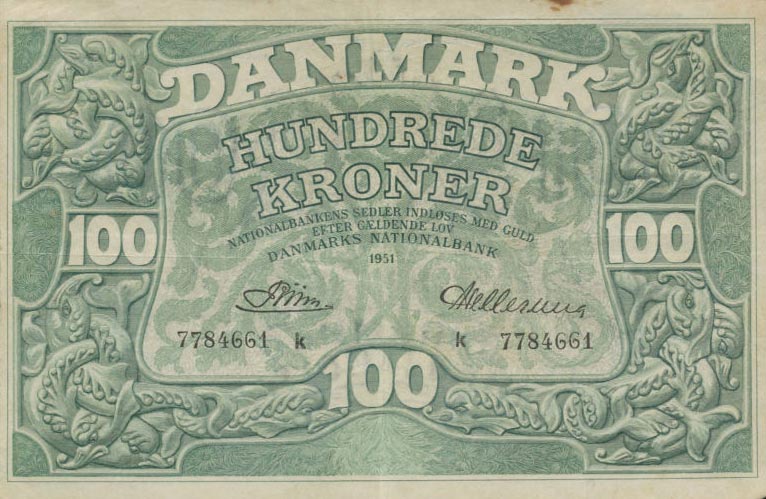 DANMARK
HUNDREDE
KRONER
NATIONALBANKENS SEDLER INDLØSES MED GULD
EFTER GÆLDENDE LOV
DANMARKS NATIONALBANK
1951
100 100
7784661 k k 7784661
100